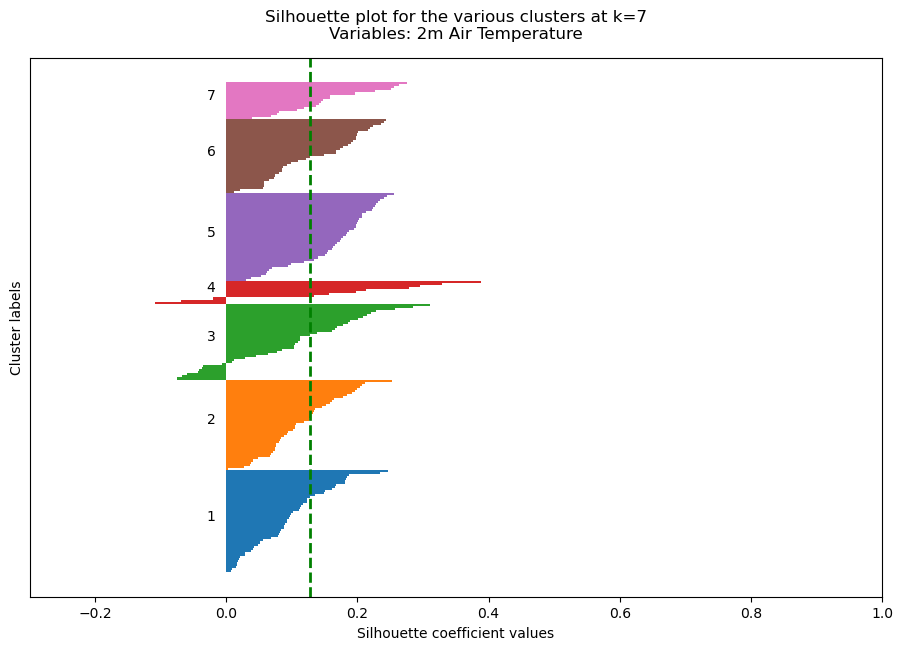 Silhouette plot for the various clusters at k=7
Variables: 2m Air Temperature
7
6
5
4
3
2
1
Cluster labels
−0.2 0.0 0.2 0.4 0.6 0.8 1.0
Silhouette coefficient values